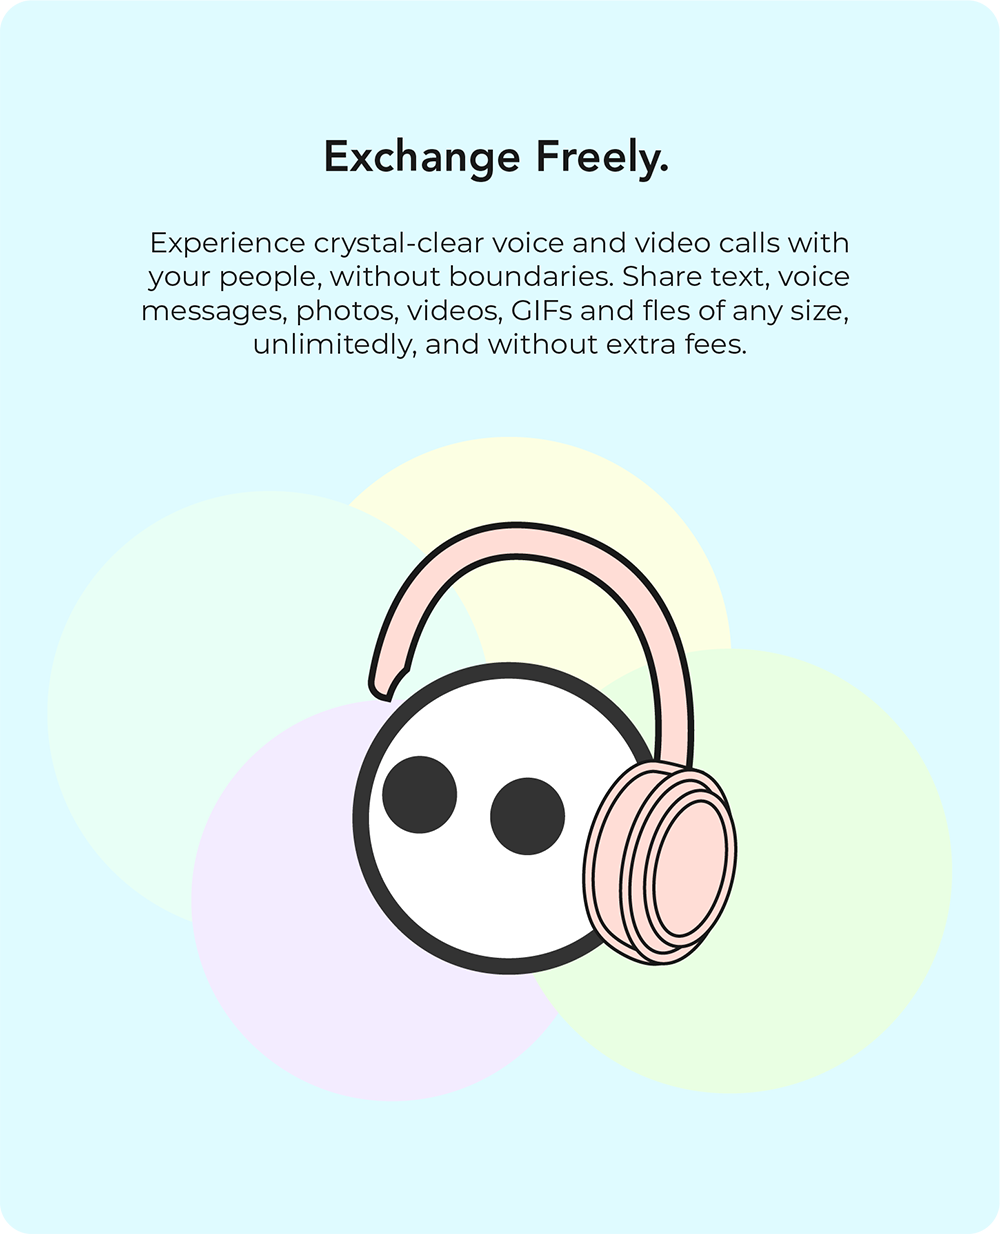 Exchange Freely.
Experience crystal-clear voice and video calls with
your people, without boundaries. Share text, voice
messages, photos, videos, GIFs and fles of any size,
unlimitedly, and without extra fees.